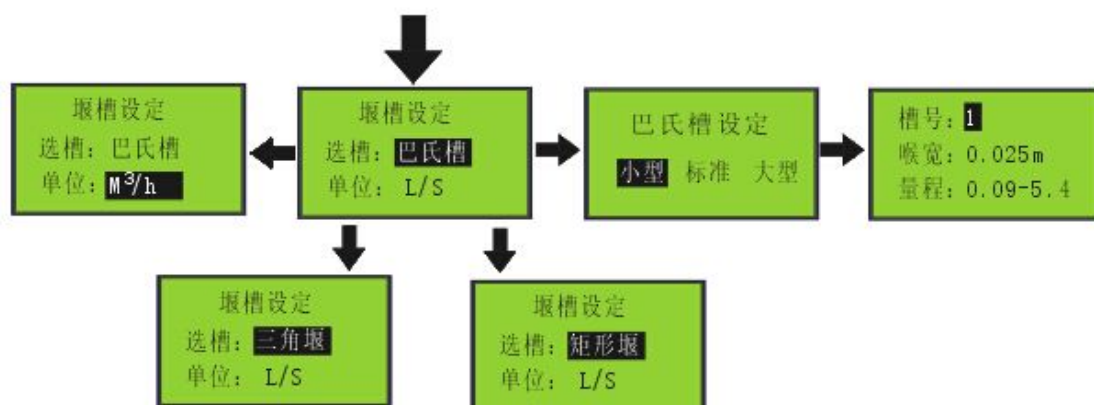 堰槽设定
选槽：巴氏槽
单位：M³/h
堰槽设定
选槽：巴氏槽
单位：L/S
巴氏槽设定
小型 标准 大型
槽号：1
喉宽：0.025m
量程：0.09-5.4
堰槽设定
选槽：三角堰
单位：L/S
堰槽设定
选槽：矩形堰
单位：L/S